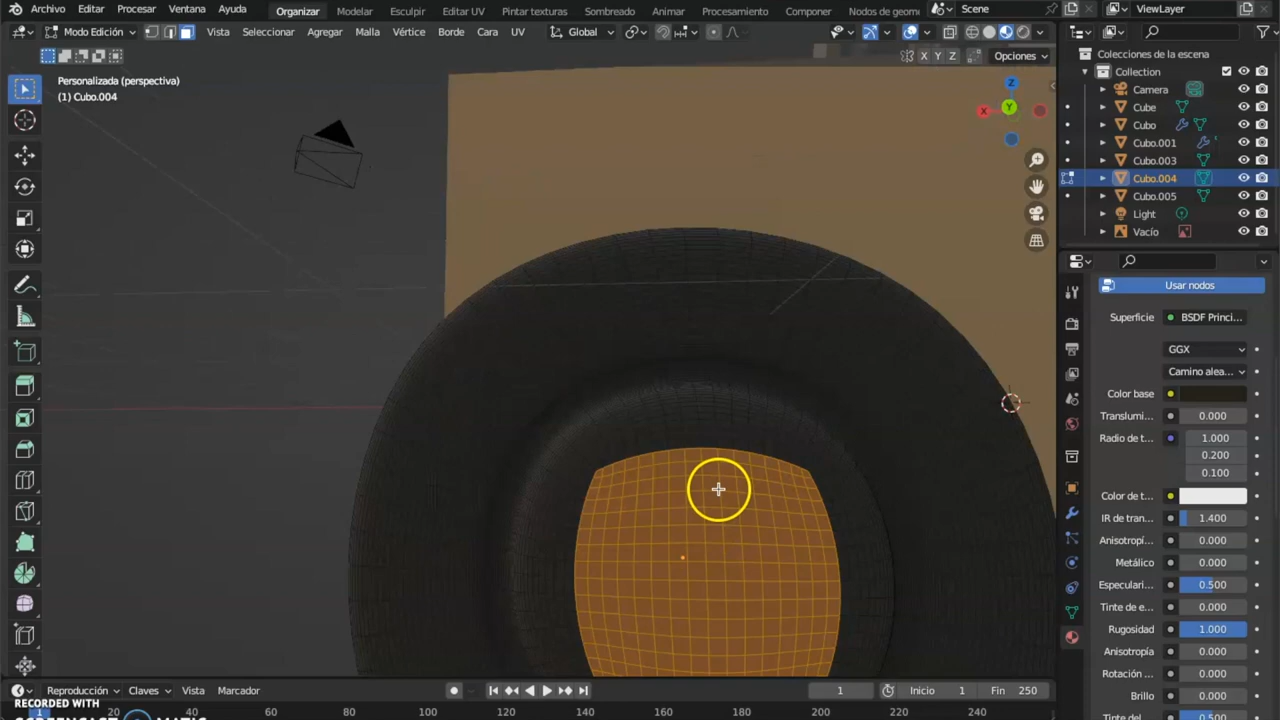 Archivo Editar Procesar Ventana Ayuda Organizar Modelar Esculpir Editar UV Pintar texturas Sombreado Animar Procesamiento Componer Nodos de geome Scene ViewLayer
Modo Edición Vista Seleccionar Agregar Malla Vértice Borde Cara UV Global
X Y Z Opciones
Personalizada (perspectiva)
(1) Cubo.004
Z
X
Y
Colecciones de la escena
Collection
Camera
Cube
Cubo
Cubo.001
Cubo.003
Cubo.004
Cubo.005
Light
Vacío
Usar nodos
Superficie BSDF Princi...
GGX
Camino alea...
Color base
Translumi... 0.000
Radio de t... 1.000
0.200
0.100
Color de t...
IR de tran... 1.400
Anisotropí... 0.000
Metálico 0.000
Especulari... 0.500
Tinte de e... 0.000
Rugosidad 1.000
Anisotropía 0.000
Rotación ... 0.000
Brillo 0.000
Tinte del 0.500
Reproducción Claves Vista Marcador 1 Inicio 1 Fin 250
1 20 40 60 80 100 120 140 160 180 200 220 240
RECORDED WITH